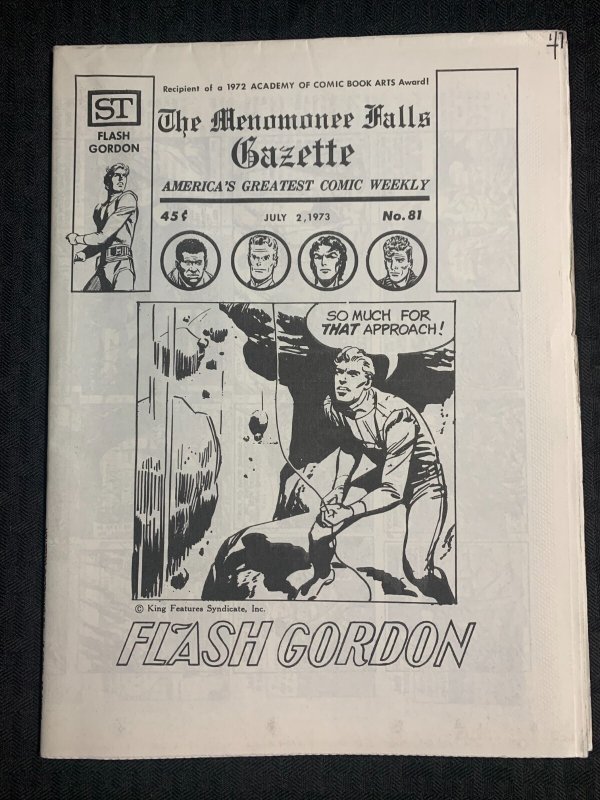 Recipient of a 1972 ACADEMY OF COMIC BOOK ARTS Award!
ST
FLASH
GORDON
The Menomonee Falls
Gazette
AMERICA'S GREATEST COMIC WEEKLY
45¢ JULY 2, 1973 No. 81
SO MUCH FOR
THAT APPROACH!
© King Features Syndicate, Inc.
FLASH GORDON